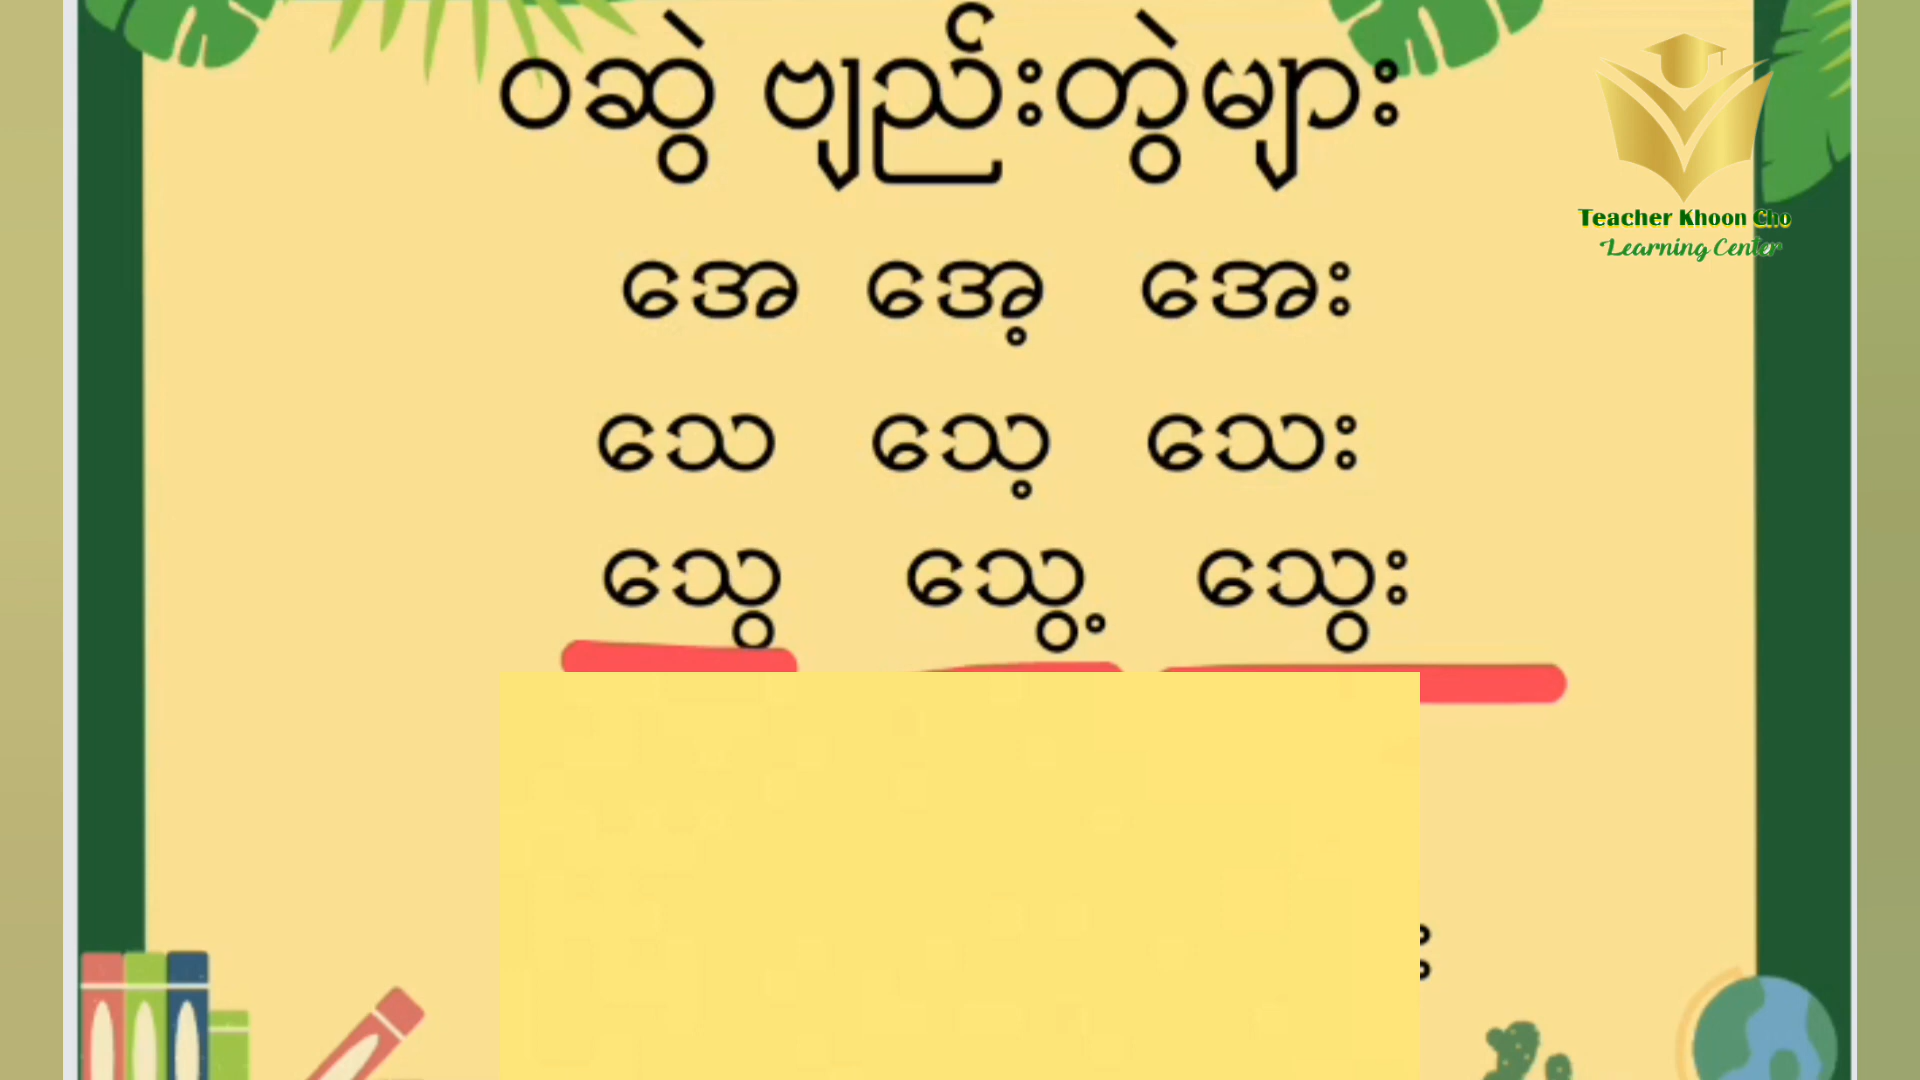 ဝဆွဲ ဗျည်းတွဲများ
Teacher Khoon Cho
Learning Center
အေ အေ့ အေး
သေ သေ့ သေး
သွေ သွေ့ သွေး